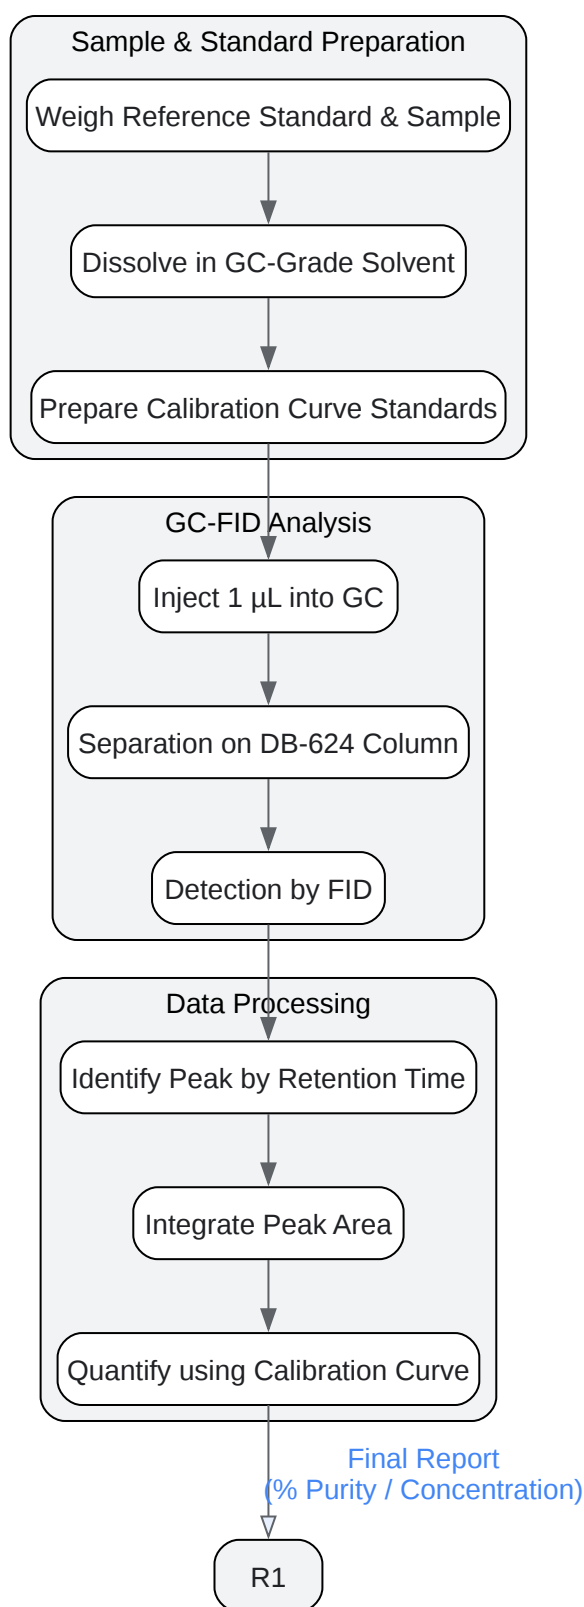 Sample & Standard Preparation
Weigh Reference Standard & Sample
Dissolve in GC-Grade Solvent
Prepare Calibration Curve Standards
GC-FID Analysis
Inject 1 µL into GC
Separation on DB-624 Column
Detection by FID
Data Processing
Identify Peak by Retention Time
Integrate Peak Area
Quantify using Calibration Curve
Final Report
(% Purity / Concentration)
R1